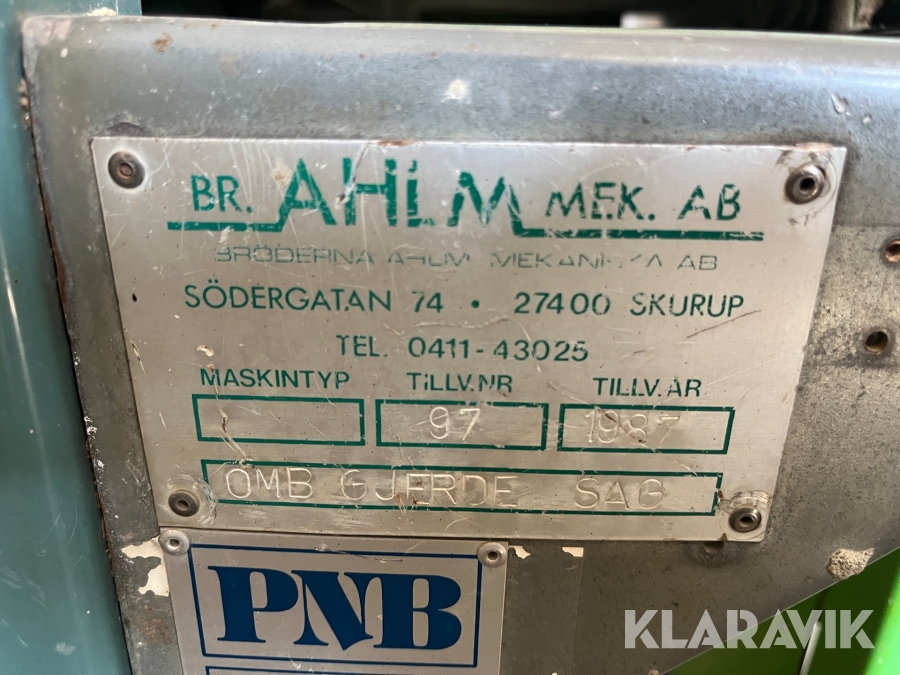 BR. AHLM MEK. AB
BRÖDERNA AHLM MEKANISKA AB
SÖDERGATAN 74 • 27400 SKURUP
TEL. 0411-43025
MASKINTYP TILLV.NR TILLV.ÅR
97 1987
OMB GJERDE SAG
PNB
KLARAVIK